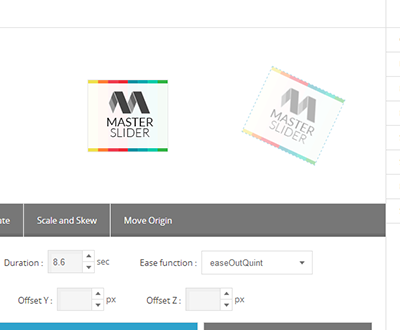 MASTER
SLIDER
MASTER
SLIDER
Scale and Skew
Move Origin
Duration : 8.6 sec
Ease function : easeOutQuint
Offset Y : px
Offset Z : px